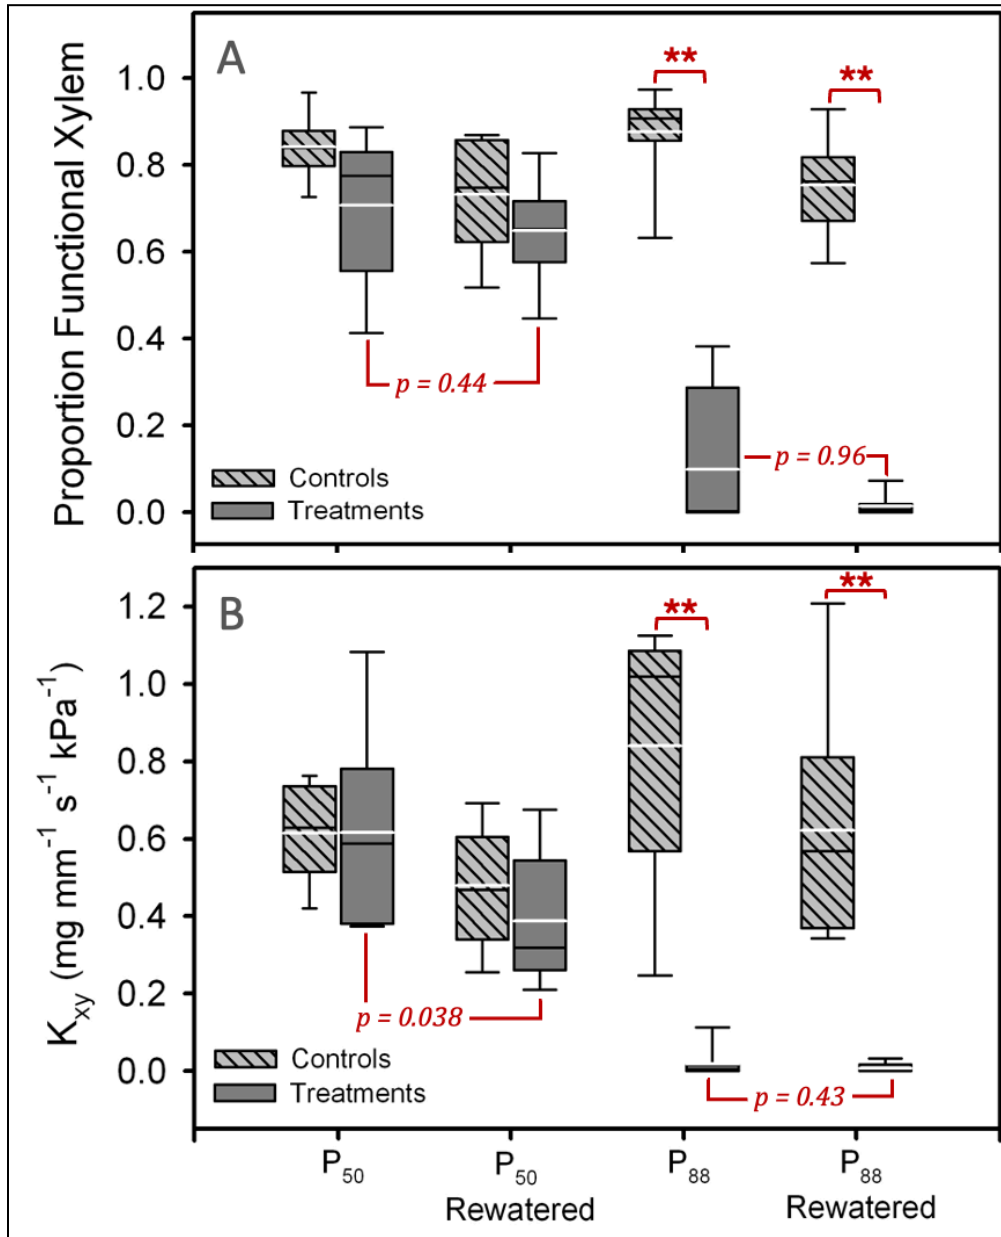 A
Proportion Functional Xylem
1.0
0.8
0.6
0.4
0.2
0.0
**
**
p = 0.44
p = 0.96
Controls
Treatments
B
Kxy (mg mm⁻¹ s⁻¹ kPa⁻¹)
1.2
1.0
0.8
0.6
0.4
0.2
0.0
**
**
p = 0.038
p = 0.43
Controls
Treatments
P50
P50
Rewatered
P88
P88
Rewatered